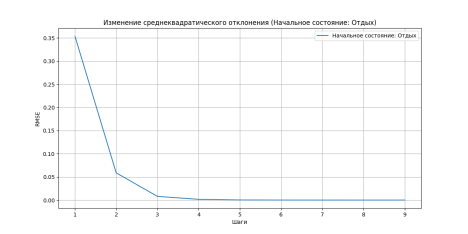 Изменение среднеквадратического отклонения (Начальное состояние: Отдых)
Начальное состояние: Отдых
0.35
0.30
0.25
0.20
0.15
0.10
0.05
0.00
RMSE
1 2 3 4 5 6 7 8 9
Шаги